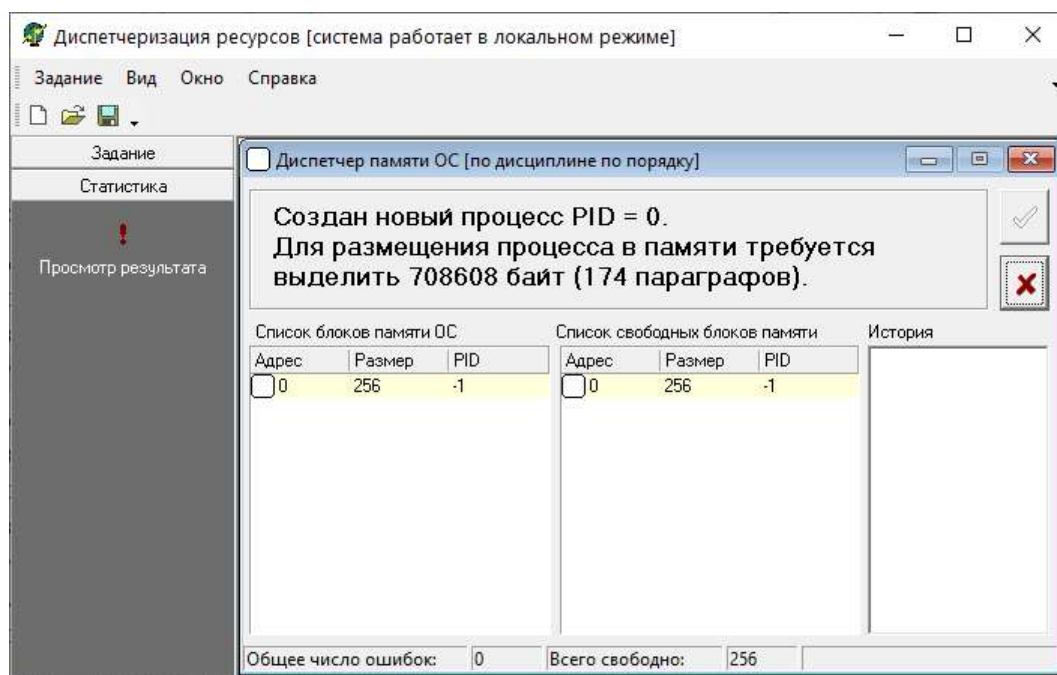 Диспетчеризация ресурсов [система работает в локальном режиме]
Задание Вид Окно Справка
Задание
Статистика
Просмотр результата
Диспетчер памяти ОС [по дисциплине по порядку]
Создан новый процесс PID = 0.
Для размещения процесса в памяти требуется
выделить 708608 байт (174 параграфов).
Список блоков памяти ОС
Адрес Размер PID
0 256 -1
Список свободных блоков памяти
Адрес Размер PID
0 256 -1
История
Общее число ошибок: 0 Всего свободно: 256